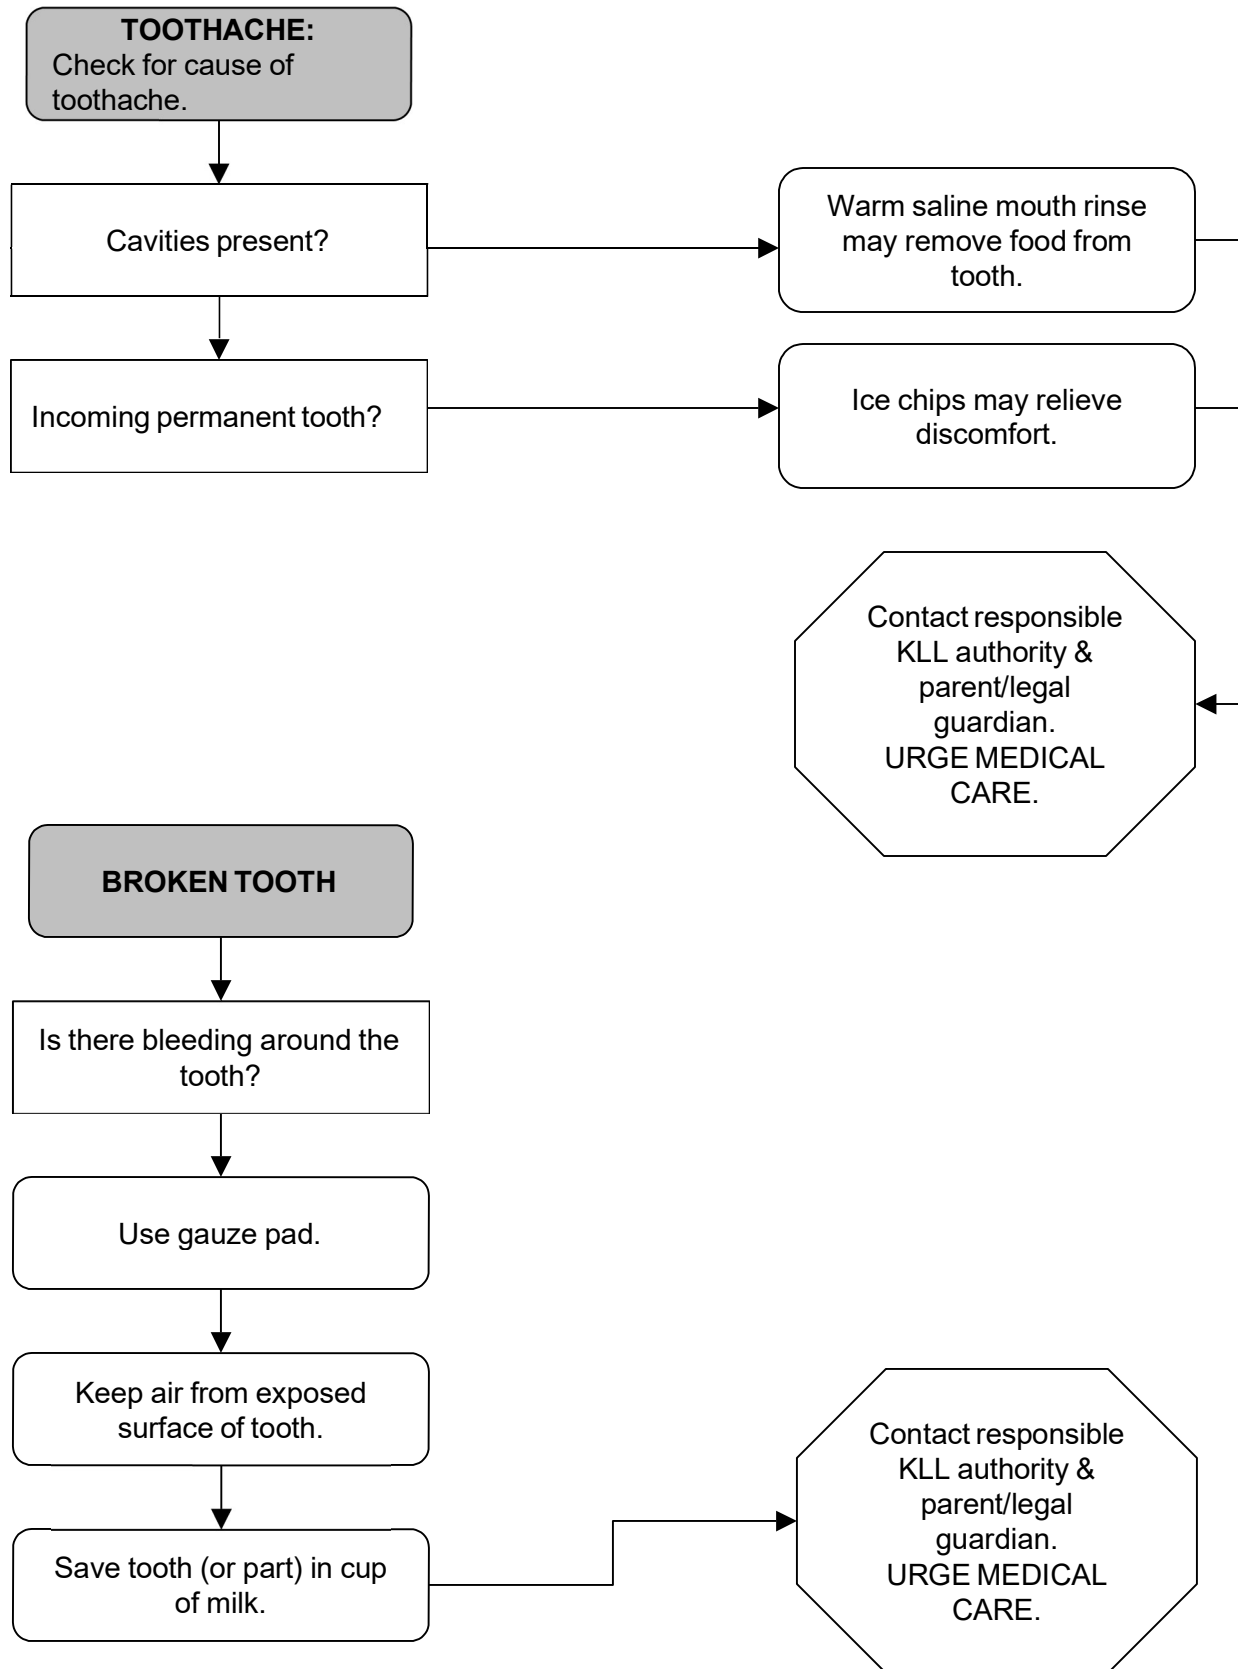 TOOTHACHE:
Check for cause of
toothache.
Cavities present?
Warm saline mouth rinse
may remove food from
tooth.
Incoming permanent tooth?
Ice chips may relieve
discomfort.
Contact responsible
KLL authority &
parent/legal
guardian.
URGE MEDICAL
CARE.
BROKEN TOOTH
Is there bleeding around the
tooth?
Use gauze pad.
Keep air from exposed
surface of tooth.
Save tooth (or part) in cup
of milk.
Contact responsible
KLL authority &
parent/legal
guardian.
URGE MEDICAL
CARE.